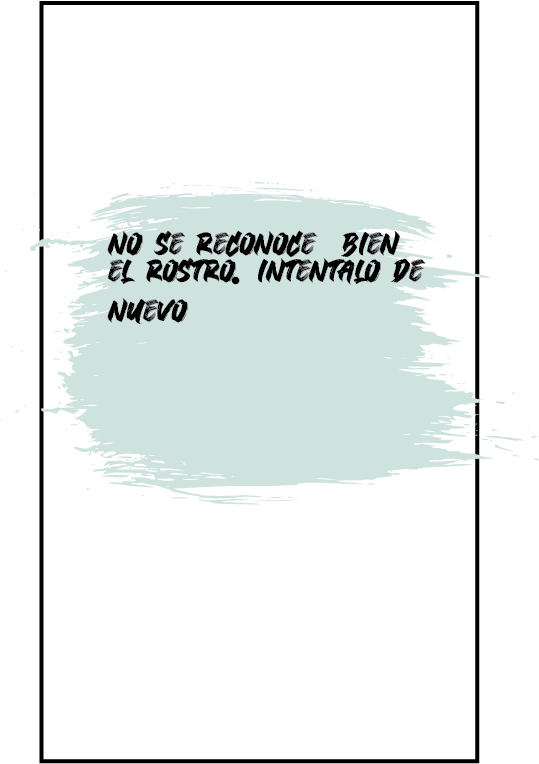 NO SE RECONOCE BIEN
EL ROSTRO. INTENTALO DE
NUEVO